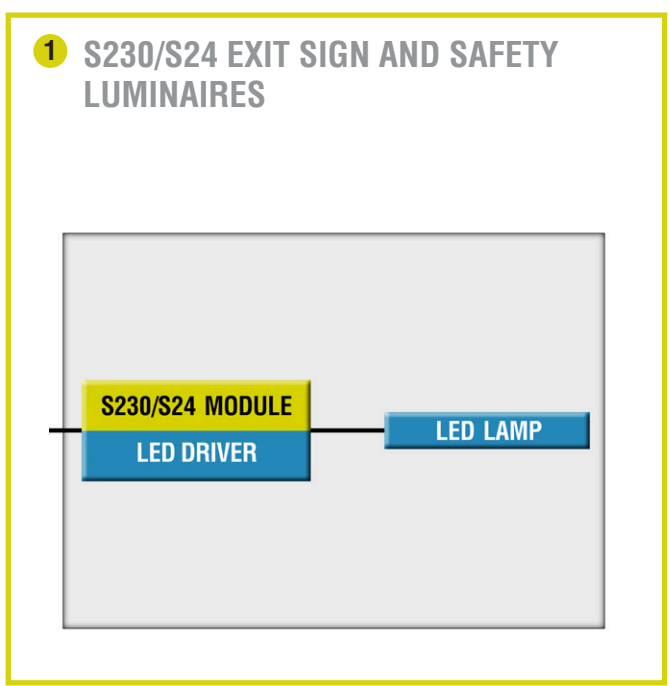 1 S230/S24 EXIT SIGN AND SAFETY
LUMINAIRES
S230/S24 MODULE
LED DRIVER
LED LAMP